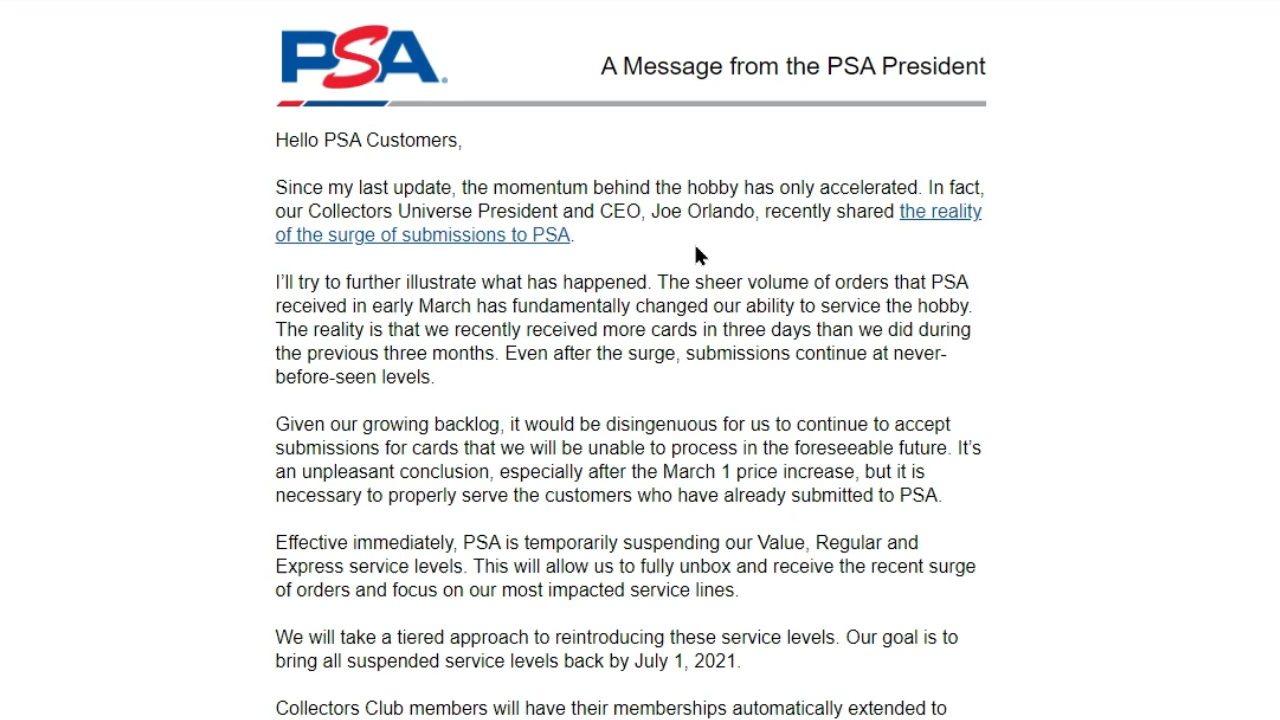 PSA
A Message from the PSA President
Hello PSA Customers,
Since my last update, the momentum behind the hobby has only accelerated. In fact,
our Collectors Universe President and CEO, Joe Orlando, recently shared the reality
of the surge of submissions to PSA.
I'll try to further illustrate what has happened. The sheer volume of orders that PSA
received in early March has fundamentally changed our ability to service the hobby.
The reality is that we recently received more cards in three days than we did during
the previous three months. Even after the surge, submissions continue at never-
before-seen levels.
Given our growing backlog, it would be disingenuous for us to continue to accept
submissions for cards that we will be unable to process in the foreseeable future. It's
an unpleasant conclusion, especially after the March 1 price increase, but it is
necessary to properly serve the customers who have already submitted to PSA.
Effective immediately, PSA is temporarily suspending our Value, Regular and
Express service levels. This will allow us to fully unbox and receive the recent surge
of orders and focus on our most impacted service lines.
We will take a tiered approach to reintroducing these service levels. Our goal is to
bring all suspended service levels back by July 1, 2021.
Collectors Club members will have their memberships automatically extended to